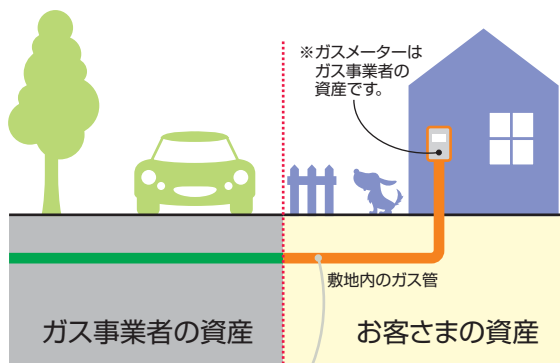 ※ガスメーターは
ガス事業者の
資産です。
敷地内のガス管
ガス事業者の資産
お客さまの資産